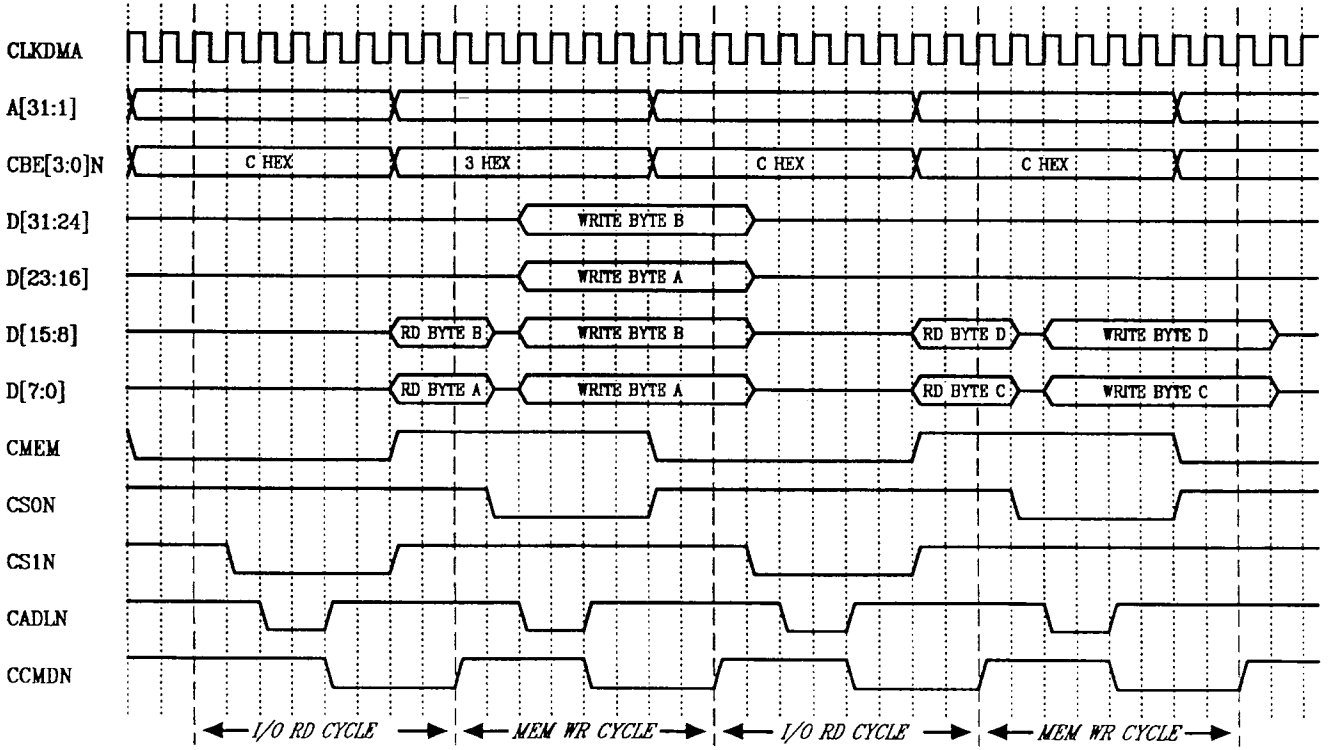 CLKDMA
A[31:1]
CBE[3:0]N C HEX 3 HEX C HEX C HEX
D[31:24] WRITE BYTE B
D[23:16] WRITE BYTE A
D[15:8] RD BYTE B WRITE BYTE B RD BYTE D WRITE BYTE D
D[7:0] RD BYTE A WRITE BYTE A RD BYTE C WRITE BYTE C
CMEM
CS0N
CS1N
CADLN
CCMDN
I/O RD CYCLE MEM WR CYCLE I/O RD CYCLE MEM WR CYCLE